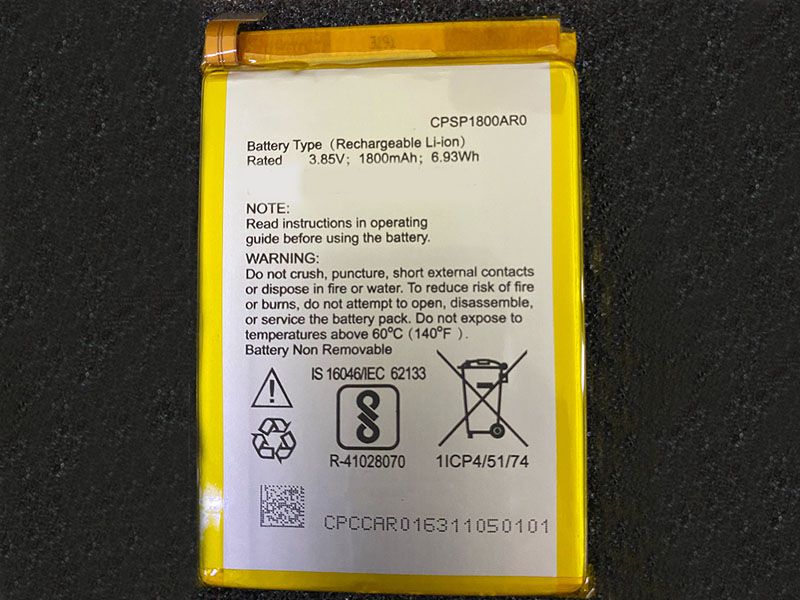 CPSP1800AR0
Battery Type (Rechargeable Li-ion)
Rated 3.85V; 1800mAh; 6.93Wh
NOTE:
Read instructions in operating
guide before using the battery.
WARNING:
Do not crush, puncture, short external contacts
or dispose in fire or water. To reduce risk of fire
or burns, do not attempt to open, disassemble,
or service the battery pack. Do not expose to
temperatures above 60°C (140°F ).
Battery Non Removable
IS 16046/IEC 62133
R-41028070
1ICP4/51/74
CPCCAR016311050101